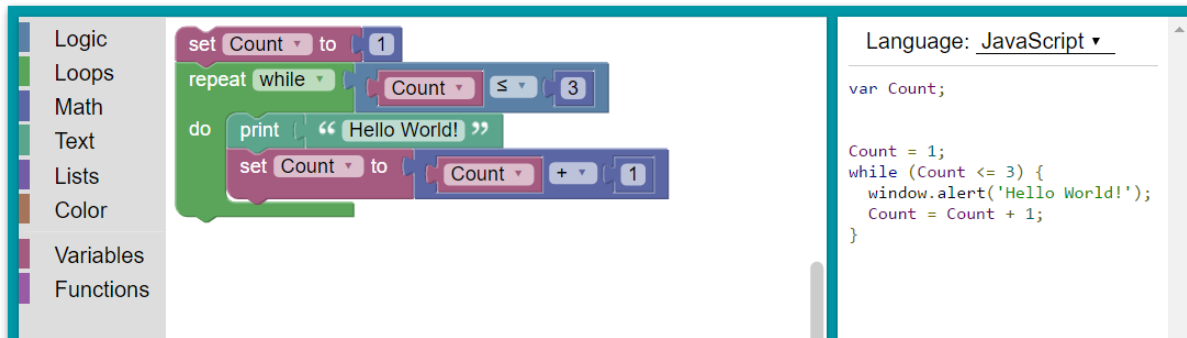 Logic
Loops
Math
Text
Lists
Color
Variables
Functions
set Count to 1
repeat while Count ≤ 3
do print “ Hello World! ”
set Count to Count + 1
Language: JavaScript
var Count;
Count = 1;
while (Count <= 3) {
window.alert('Hello World!');
Count = Count + 1;
}